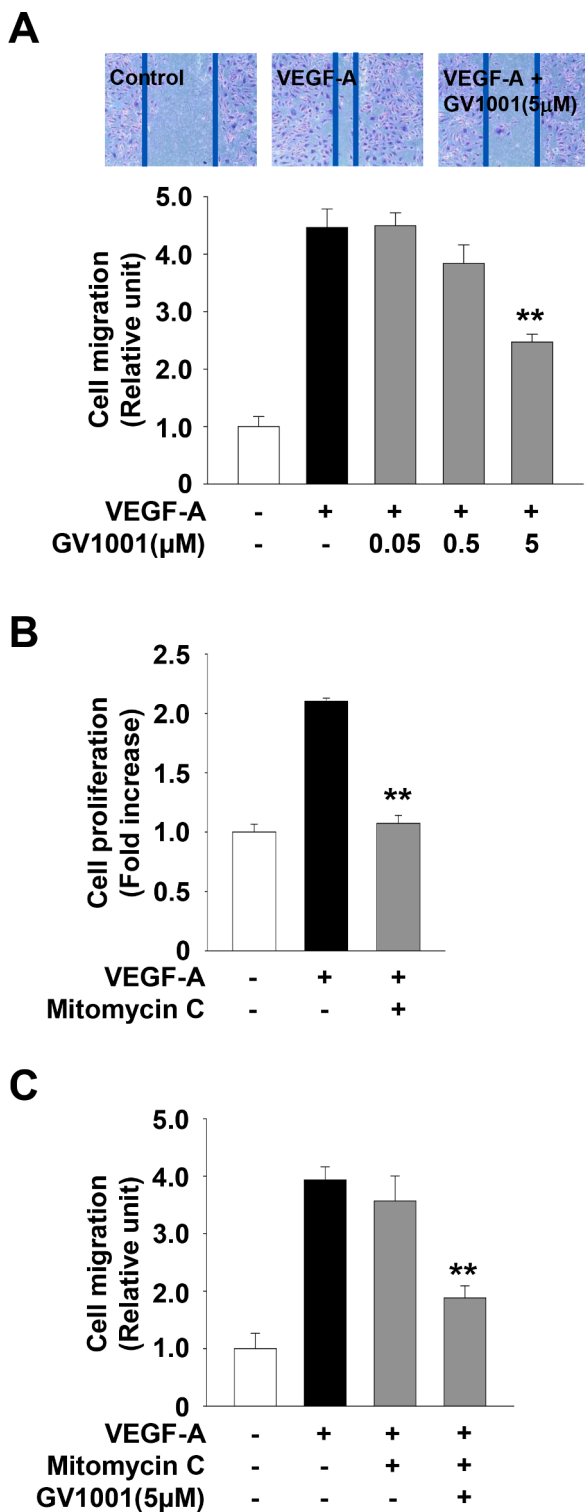 A
Control
VEGF-A
VEGF-A +
GV1001(5μM)
Cell migration
(Relative unit)
5.0
4.0
3.0
2.0
1.0
0
**
VEGF-A - + + + +
GV1001(μM) - - 0.05 0.5 5
B
Cell proliferation
(Fold increase)
2.5
2.0
1.5
1.0
0.5
0
**
VEGF-A - + +
Mitomycin C - - +
C
Cell migration
(Relative unit)
5.0
4.0
3.0
2.0
1.0
0
**
VEGF-A - + + +
Mitomycin C - - + +
GV1001(5μM) - - - +